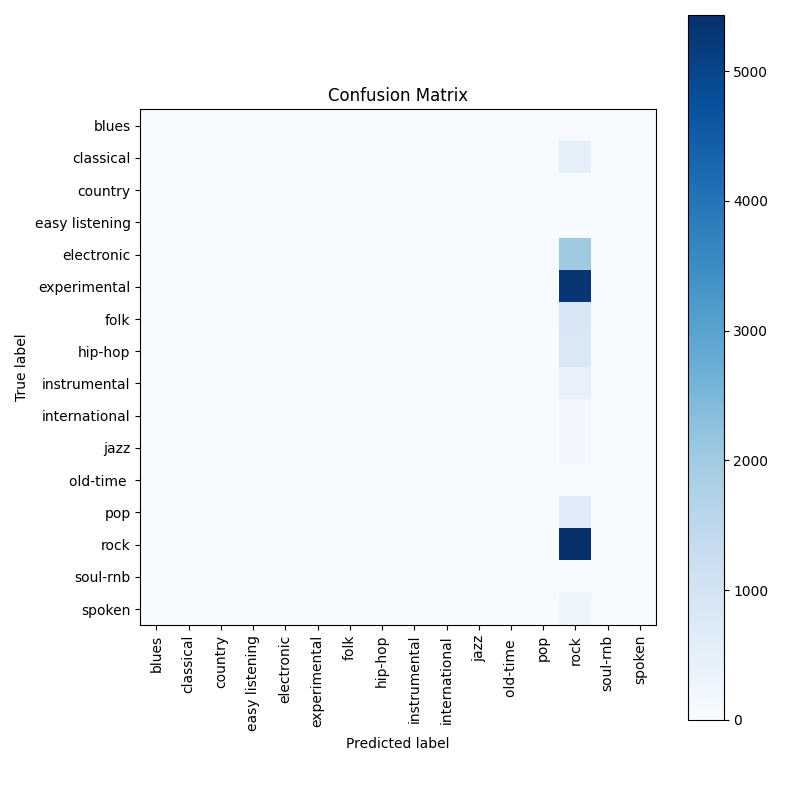 Confusion Matrix
True label
blues
classical
country
easy listening
electronic
experimental
folk
hip-hop
instrumental
international
jazz
old-time
pop
rock
soul-rnb
spoken
blues
classical
country
easy listening
electronic
experimental
folk
hip-hop
instrumental
international
jazz
old-time
pop
rock
soul-rnb
spoken
Predicted label
5000
4000
3000
2000
1000
0